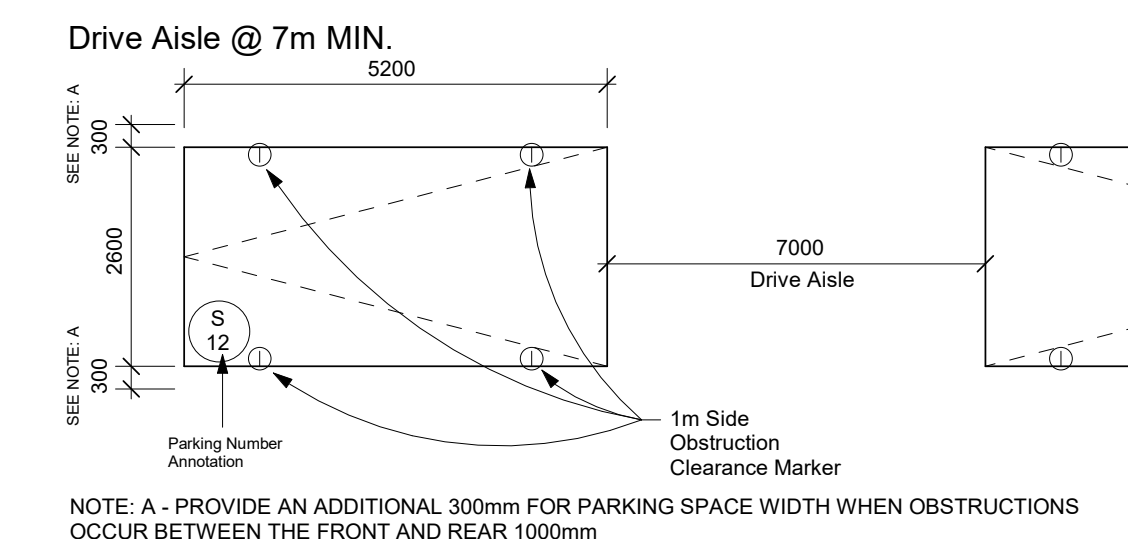 Drive Aisle @ 7m MIN.
5200
SEE NOTE: A
300
2600
7000
Drive Aisle
S
12
SEE NOTE: A
300
1m Side
Obstruction
Clearance Marker
Parking Number
Annotation
NOTE: A - PROVIDE AN ADDITIONAL 300mm FOR PARKING SPACE WIDTH WHEN OBSTRUCTIONS
OCCUR BETWEEN THE FRONT AND REAR 1000mm